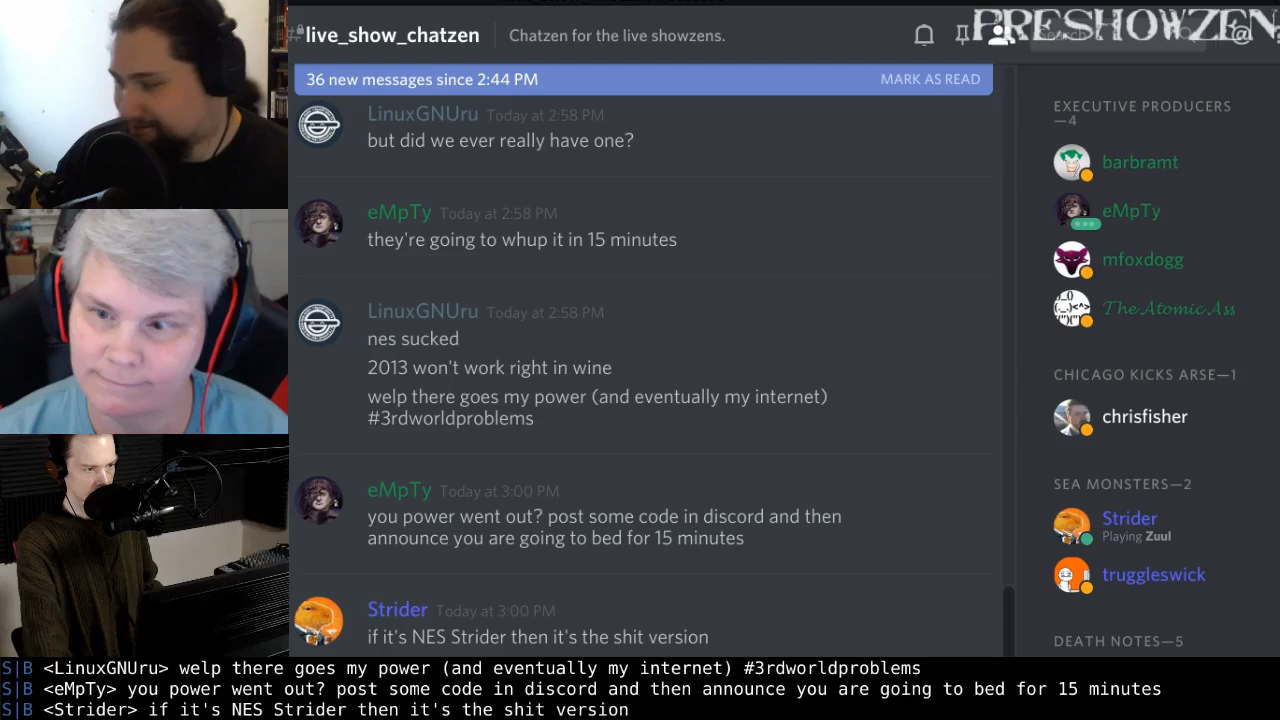 PRESHOWZEN
#live_show_chatzen
Chatzen for the live showzens.
Search
36 new messages since 2:44 PM
MARK AS READ
LinuxGNUru Today at 2:58 PM
but did we ever really have one?
eMpTy Today at 2:58 PM
they're going to whup it in 15 minutes
LinuxGNUru Today at 2:58 PM
nes sucked
2013 won't work right in wine
welp there goes my power (and eventually my internet)
#3rdworldproblems
eMpTy Today at 3:00 PM
you power went out? post some code in discord and then
announce you are going to bed for 15 minutes
Strider Today at 3:00 PM
if it's NES Strider then it's the shit version
EXECUTIVE PRODUCERS
—4
barbramt
eMpTy
mfoxdogg
The Atomic Ass
CHICAGO KICKS ARSE—1
chrisfisher
SEA MONSTERS—2
Strider
Playing Zuul
truggleswick
DEATH NOTES—5
S|B <LinuxGNUru> welp there goes my power (and eventually my internet) #3rdworldproblems
S|B <eMpTy> you power went out? post some code in discord and then announce you are going to bed for 15 minutes
S|B <Strider> if it's NES Strider then it's the shit version